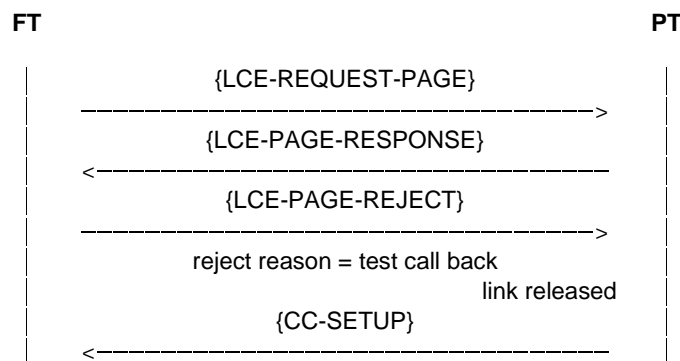 FT PT
{LCE-REQUEST-PAGE}
{LCE-PAGE-RESPONSE}
{LCE-PAGE-REJECT}
reject reason = test call back
link released
{CC-SETUP}